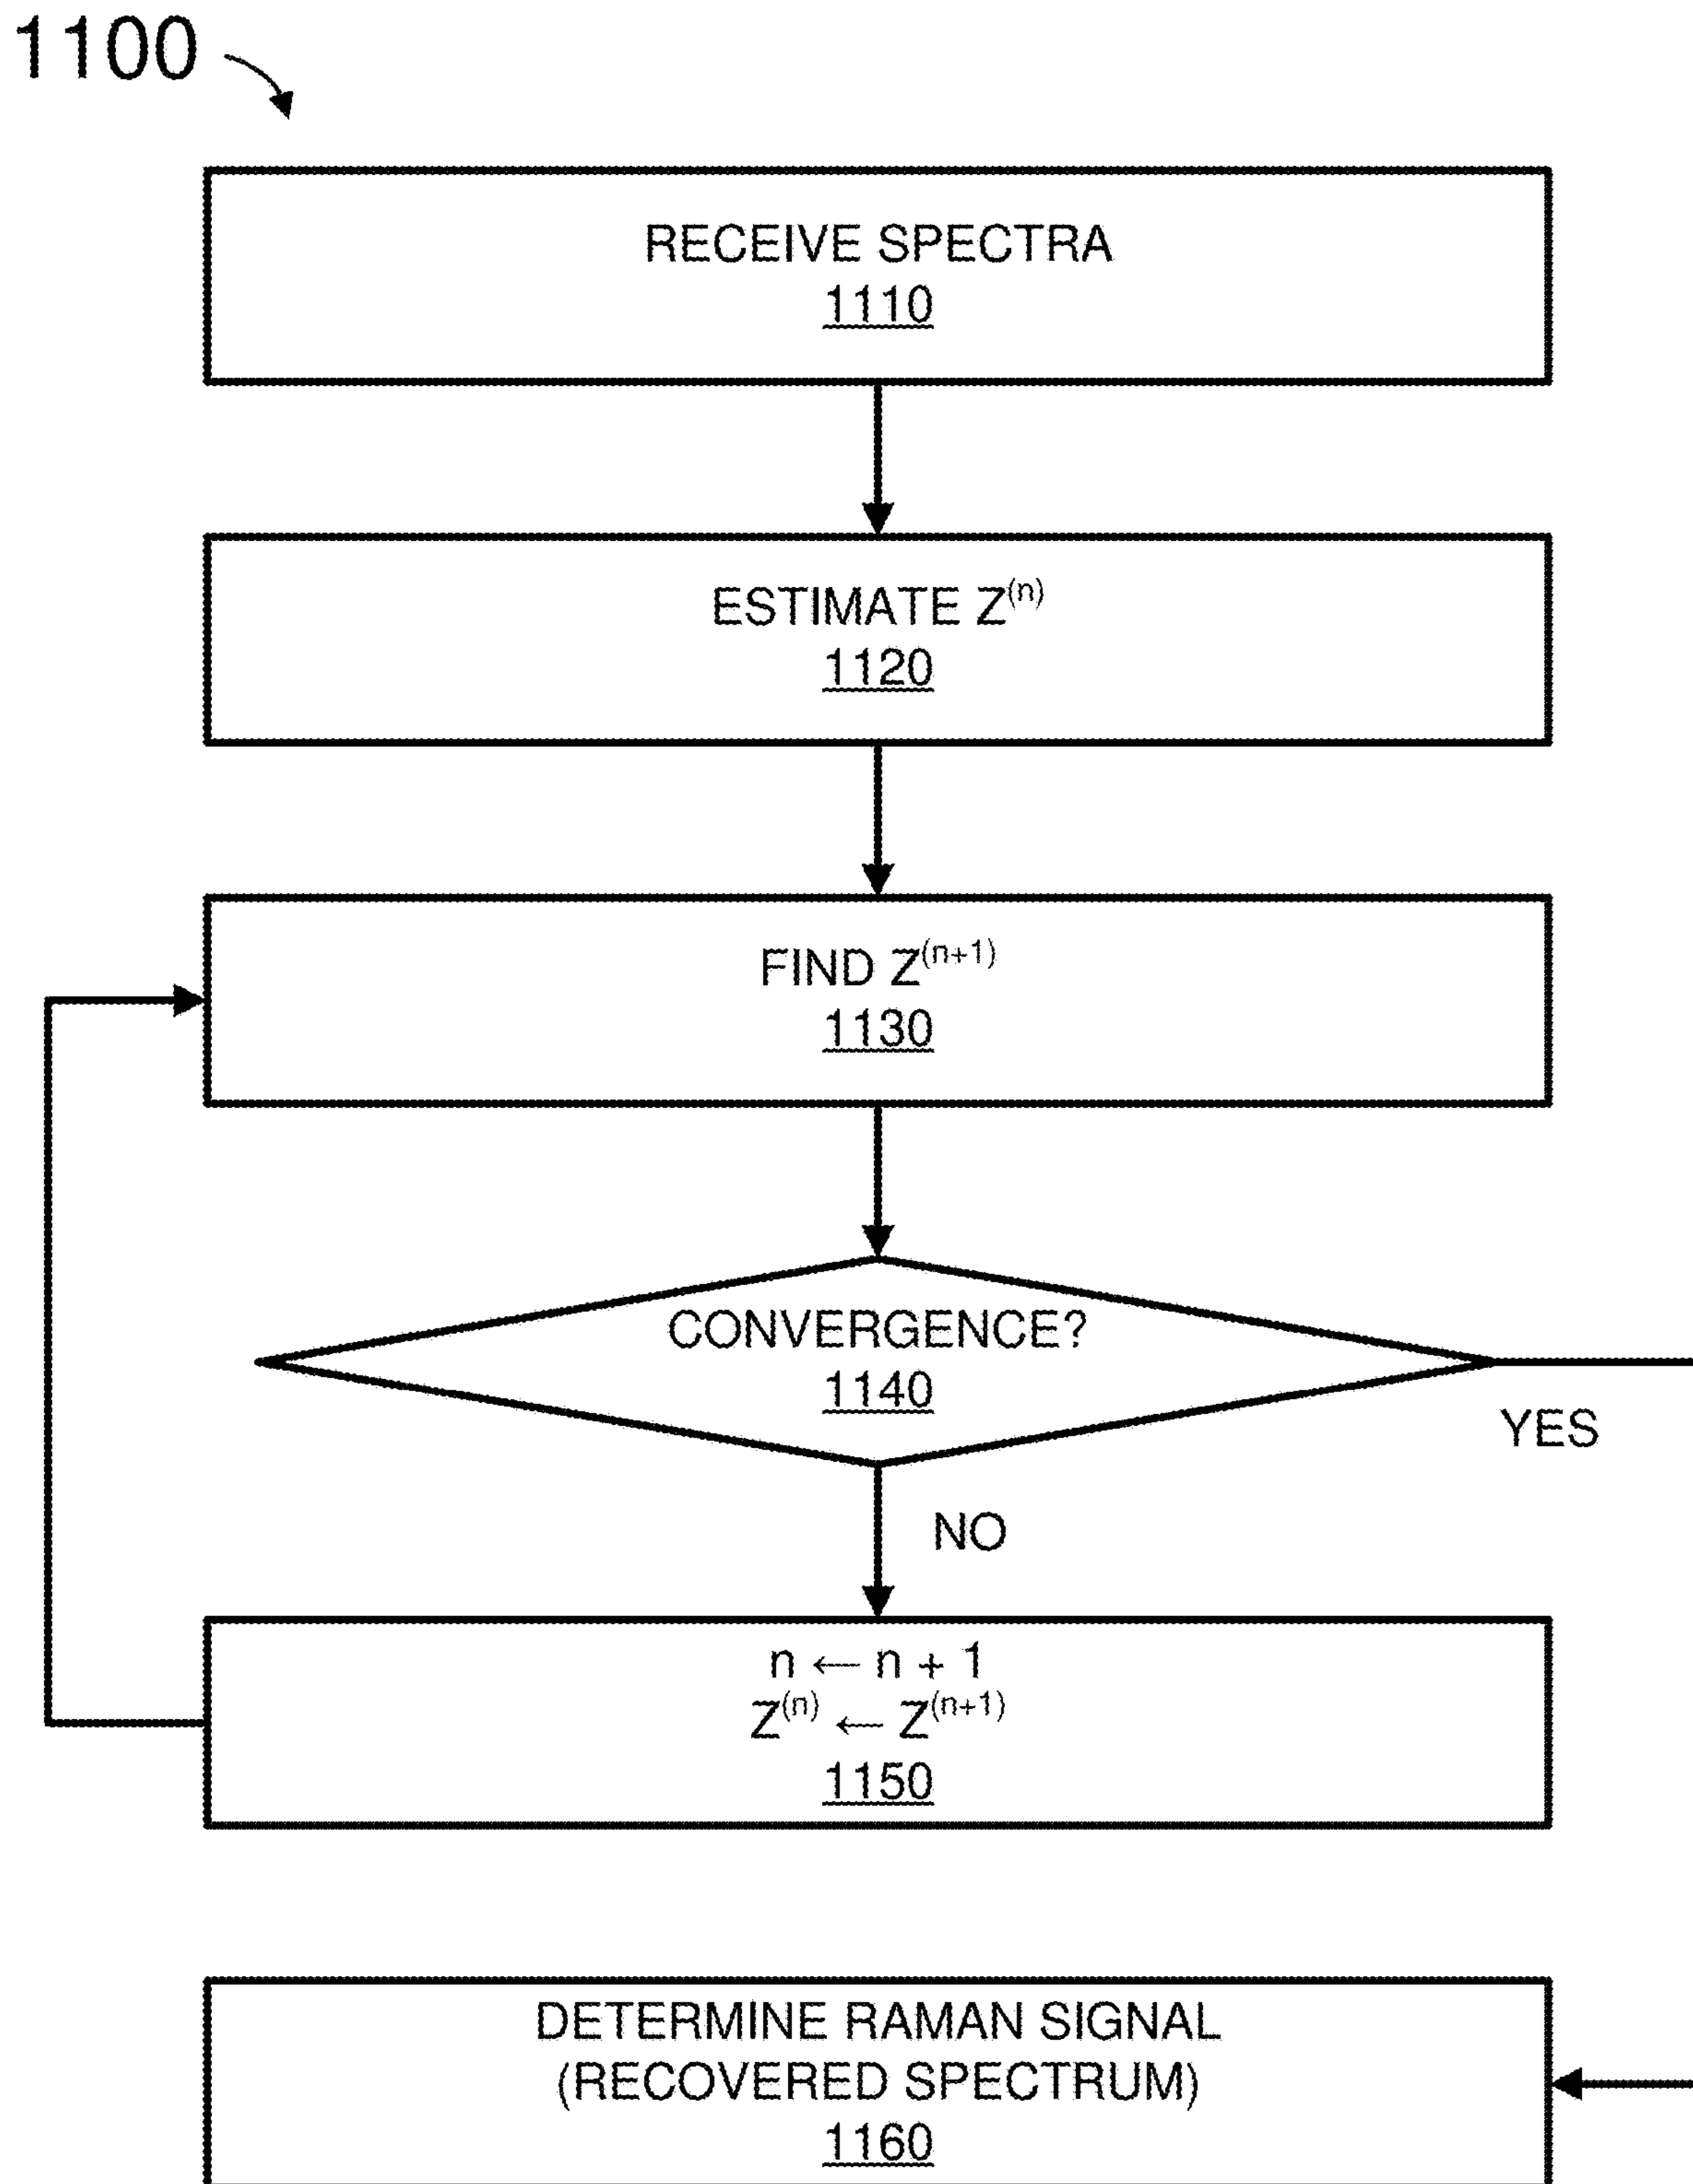 1100
RECEIVE SPECTRA
1110
ESTIMATE Z⁽ⁿ⁾
1120
FIND Z⁽ⁿ⁺¹⁾
1130
CONVERGENCE?
1140
YES
NO
n ← n + 1
Z⁽ⁿ⁾ ← Z⁽ⁿ⁺¹⁾
1150
DETERMINE RAMAN SIGNAL
(RECOVERED SPECTRUM)
1160